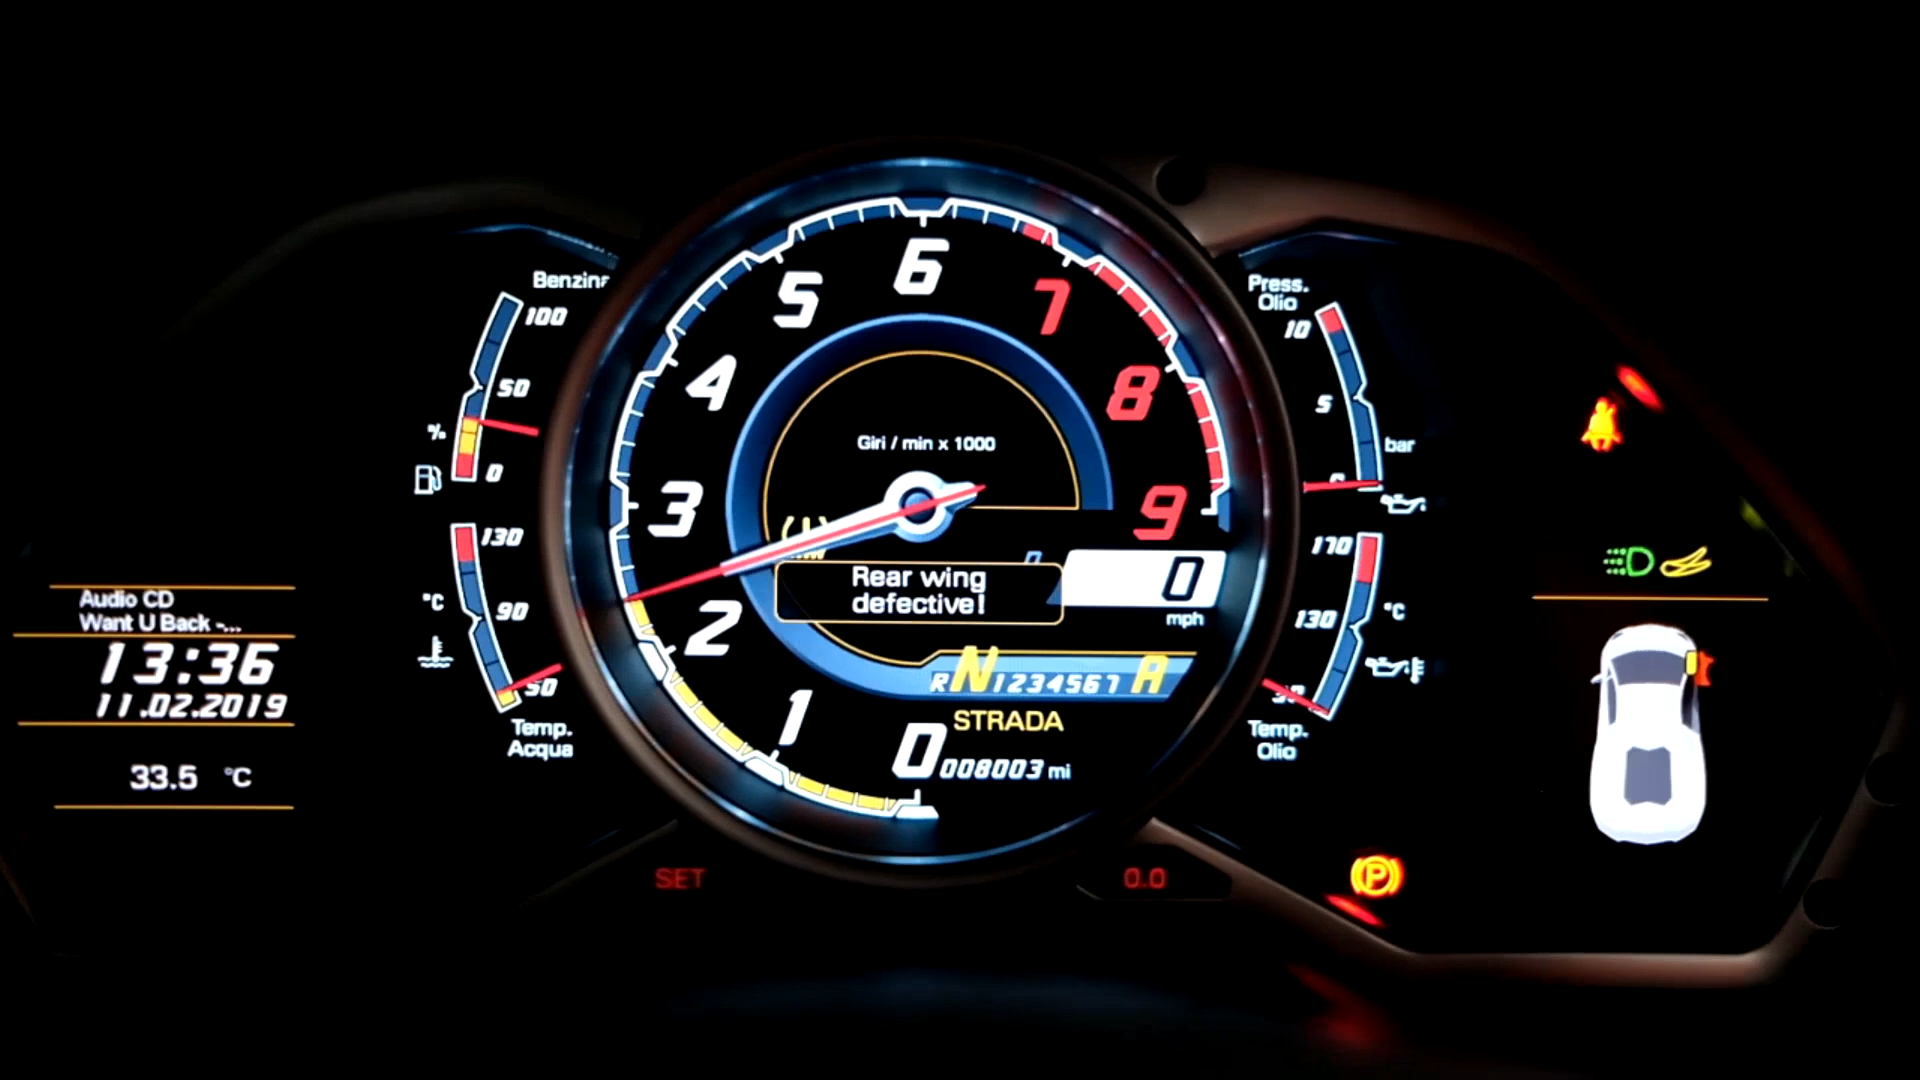 Audio CD
Want U Back -...
13:36
11.02.2019
33.5 °C
Benzina
100
50
%
0
130
°C
90
50
Temp.
Acqua
6
5
7
4
8
3
9
2
1
0
Giri / min x 1000
Rear wing
defective!
0
mph
RN1234567 A
STRADA
008003 mi
SET
0.0
Press.
Olio
10
5
bar
0
170
°C
130
Temp.
Olio
P